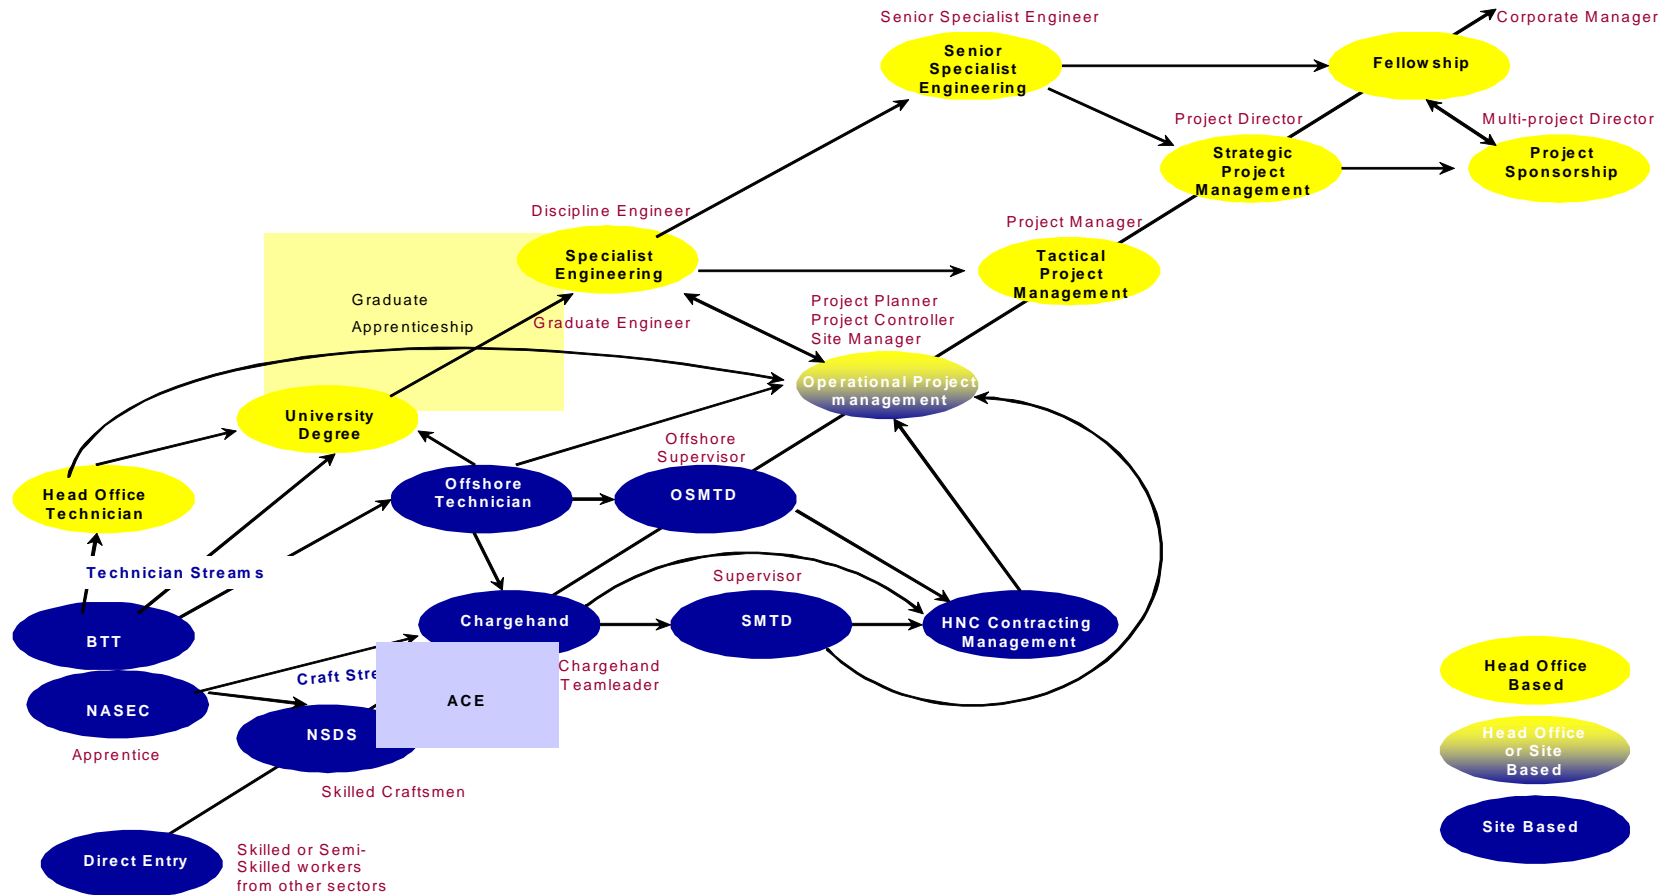 Senior Specialist Engineer
Corporate Manager
Senior
Specialist
Engineering
Fellowship
Project Director
Multi-project Director
Strategic
Project
Management
Project
Sponsorship
Discipline Engineer
Project Manager
Specialist
Engineering
Tactical
Project
Management
Graduate
Apprenticeship
Graduate Engineer
Project Planner
Project Controller
Site Manager
Operational Project
management
University
Degree
Offshore
Supervisor
Head Office
Technician
Offshore
Technician
OSMTD
Technician Streams
Supervisor
BTT
Chargehand
SMTD
HNC Contracting
Management
Craft Stre
Chargehand
Teamleader
NASEC
ACE
NSDS
Apprentice
Skilled Craftsmen
Direct Entry
Skilled or Semi-
Skilled workers
from other sectors
Head Office
Based
Head Office
or Site
Based
Site Based